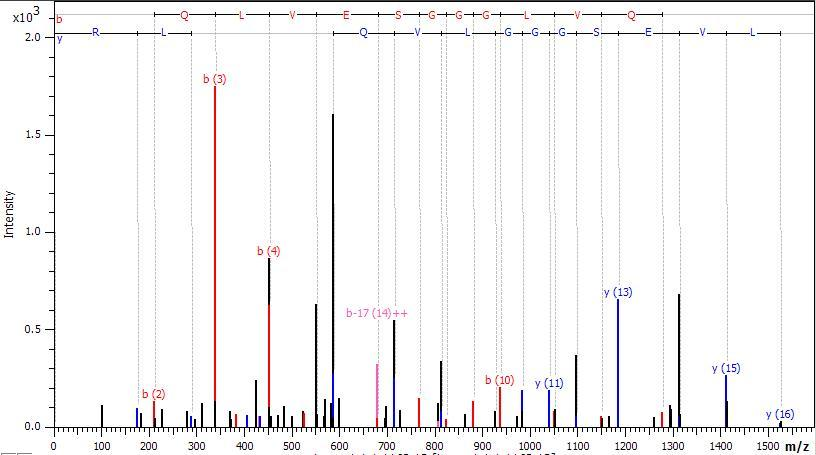 x10³
b Q L V E S G G G L V Q
y R L Q V L G G G S E V L
2.0
b (3)
1.5
Intensity
1.0
b (4)
y (13)
b-17 (14)++
0.5
y (15)
b (10)
y (11)
b (2)
y (16)
0.0
0 100 200 300 400 500 600 700 800 900 1000 1100 1200 1300 1400 1500 m/z